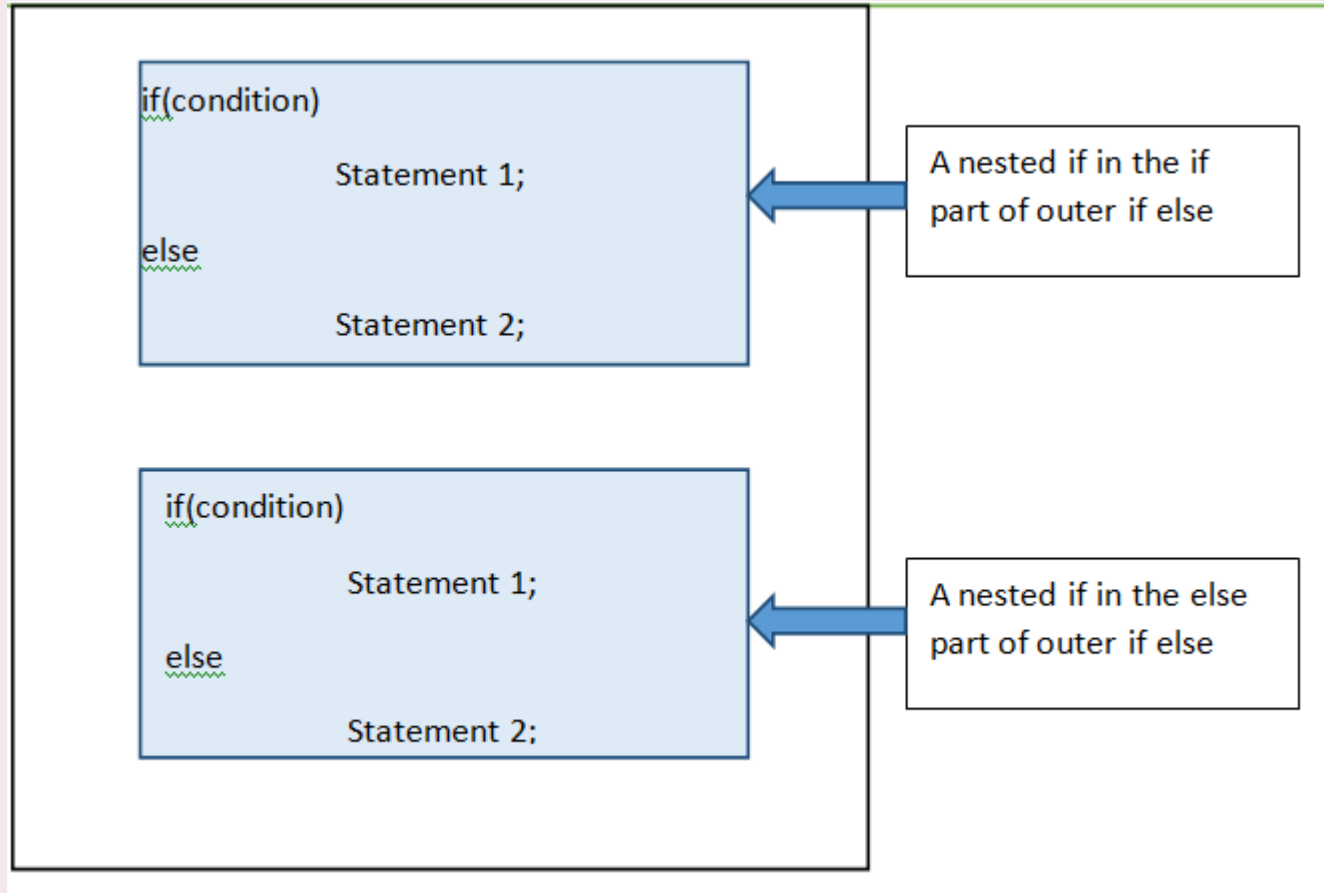 if(condition)
Statement 1;
else
Statement 2;
A nested if in the if
part of outer if else
if(condition)
Statement 1;
else
Statement 2;
A nested if in the else
part of outer if else